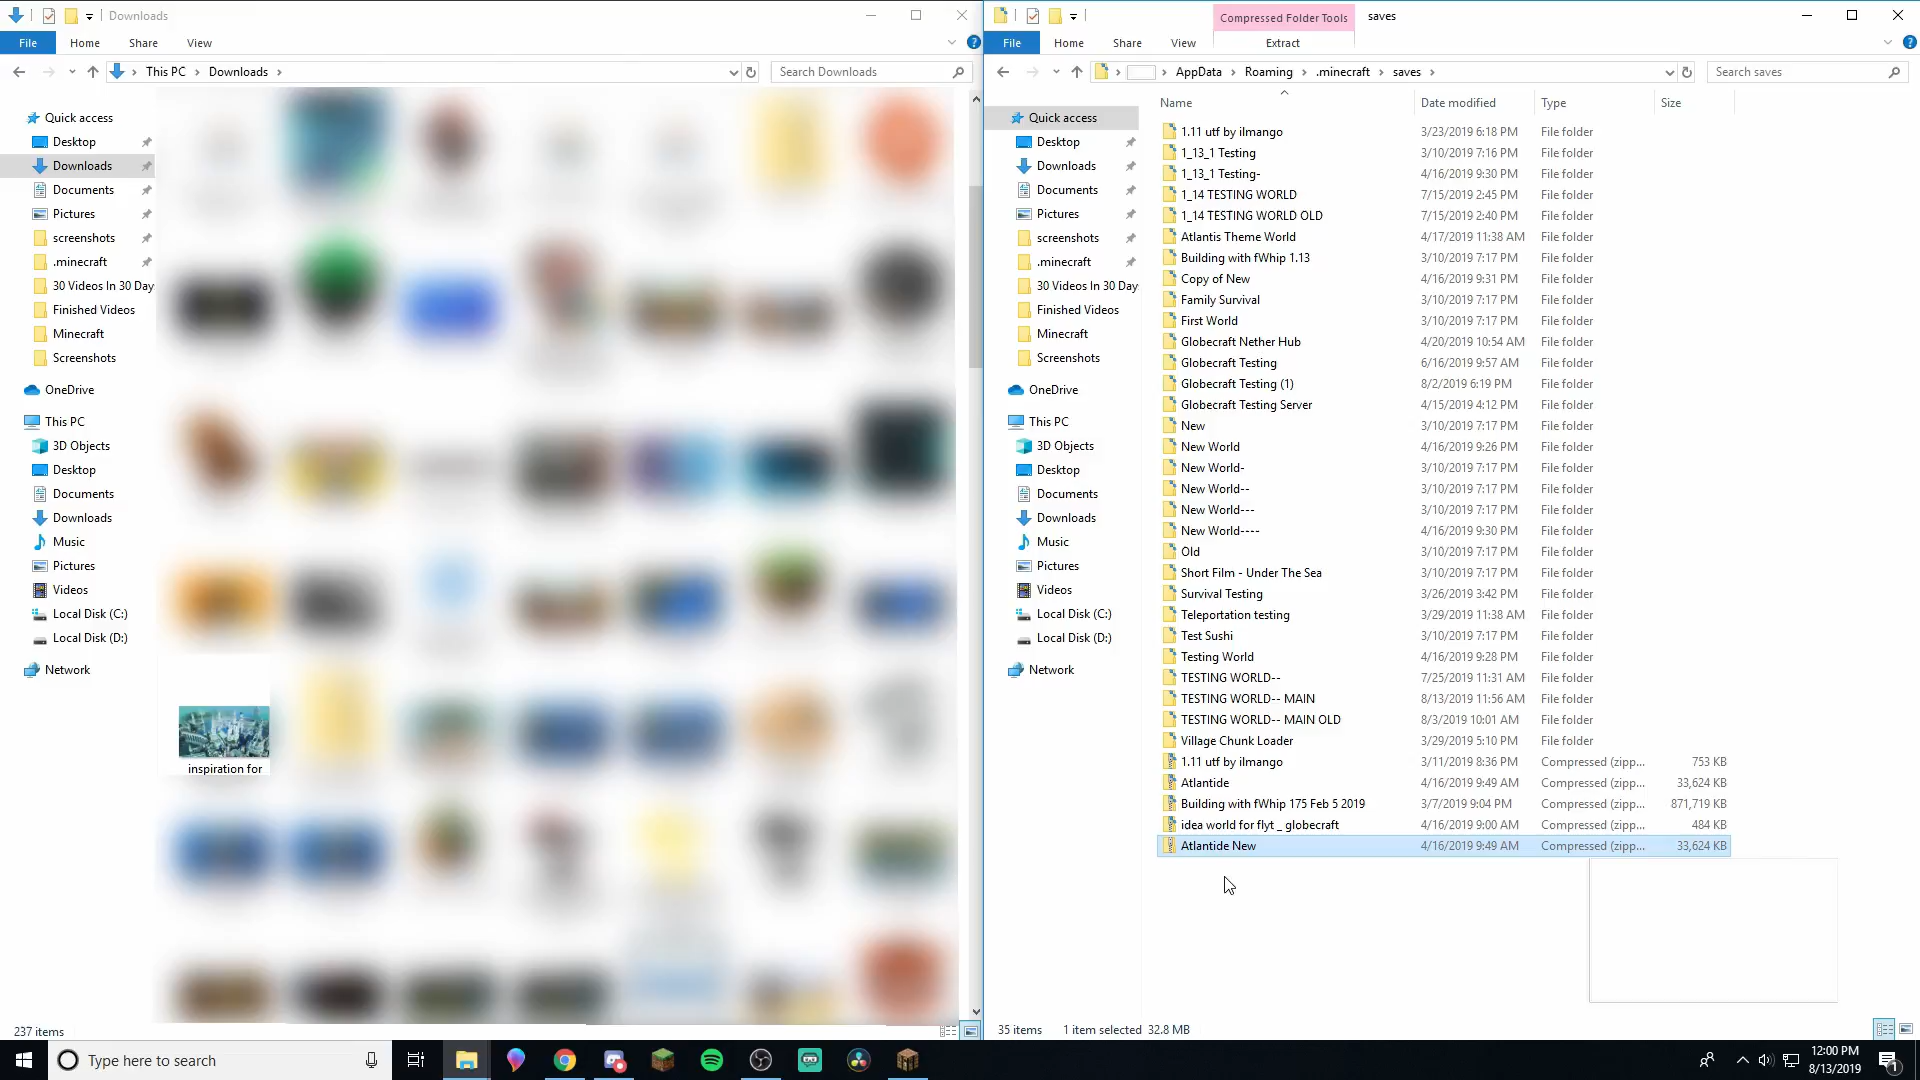 Downloads
File Home Share View
This PC Downloads
Search Downloads
Quick access
Desktop
Downloads
Documents
Pictures
screenshots
.minecraft
30 Videos In 30 Day
Finished Videos
Minecraft
Screenshots
OneDrive
This PC
3D Objects
Desktop
Documents
Downloads
Music
Pictures
Videos
Local Disk (C:)
Local Disk (D:)
Network
inspiration for
237 items
Compressed Folder Tools saves
File Home Share View Extract
AppData Roaming .minecraft saves
Search saves
Quick access
Desktop
Downloads
Documents
Pictures
screenshots
.minecraft
30 Videos In 30 Day
Finished Videos
Minecraft
Screenshots
OneDrive
This PC
3D Objects
Desktop
Documents
Downloads
Music
Pictures
Videos
Local Disk (C:)
Local Disk (D:)
Network
Name Date modified Type Size
1.11 utf by ilmango 3/23/2019 6:18 PM File folder
1_13_1 Testing 3/10/2019 7:16 PM File folder
1_13_1 Testing- 4/16/2019 9:30 PM File folder
1_14 TESTING WORLD 7/15/2019 2:45 PM File folder
1_14 TESTING WORLD OLD 7/15/2019 2:40 PM File folder
Atlantis Theme World 4/17/2019 11:38 AM File folder
Building with fWhip 1.13 3/10/2019 7:17 PM File folder
Copy of New 4/16/2019 9:31 PM File folder
Family Survival 3/10/2019 7:17 PM File folder
First World 3/10/2019 7:17 PM File folder
Globecraft Nether Hub 4/20/2019 10:54 AM File folder
Globecraft Testing 6/16/2019 9:57 AM File folder
Globecraft Testing (1) 8/2/2019 6:19 PM File folder
Globecraft Testing Server 4/15/2019 4:12 PM File folder
New 3/10/2019 7:17 PM File folder
New World 4/16/2019 9:26 PM File folder
New World- 3/10/2019 7:17 PM File folder
New World-- 3/10/2019 7:17 PM File folder
New World--- 3/10/2019 7:17 PM File folder
New World---- 4/16/2019 9:30 PM File folder
Old 3/10/2019 7:17 PM File folder
Short Film - Under The Sea 3/10/2019 7:17 PM File folder
Survival Testing 3/26/2019 3:42 PM File folder
Teleportation testing 3/29/2019 11:38 AM File folder
Test Sushi 3/10/2019 7:17 PM File folder
Testing World 4/16/2019 9:28 PM File folder
TESTING WORLD-- 7/25/2019 11:31 AM File folder
TESTING WORLD-- MAIN 8/13/2019 11:56 AM File folder
TESTING WORLD-- MAIN OLD 8/3/2019 10:01 AM File folder
Village Chunk Loader 3/29/2019 5:10 PM File folder
1.11 utf by ilmango 3/11/2019 8:36 PM Compressed (zipp... 753 KB
Atlantide 4/16/2019 9:49 AM Compressed (zipp... 33,624 KB
Building with fWhip 175 Feb 5 2019 3/7/2019 9:04 PM Compressed (zipp... 871,719 KB
idea world for flyt _ globecraft 4/16/2019 9:00 AM Compressed (zipp... 484 KB
Atlantide New 4/16/2019 9:49 AM Compressed (zipp... 33,624 KB
35 items 1 item selected 32.8 MB
Type here to search
12:00 PM
8/13/2019
1